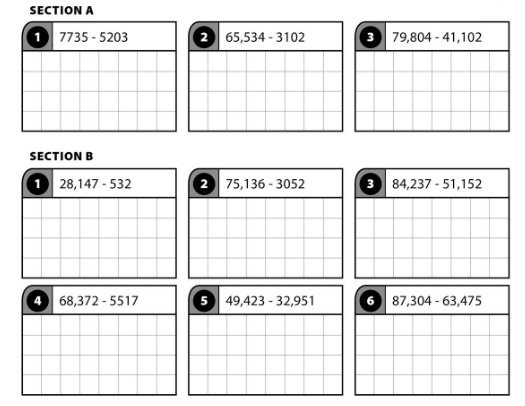 SECTION A
1 7735 - 5203
2 65,534 - 3102
3 79,804 - 41,102
SECTION B
1 28,147 - 532
2 75,136 - 3052
3 84,237 - 51,152
4 68,372 - 5517
5 49,423 - 32,951
6 87,304 - 63,475